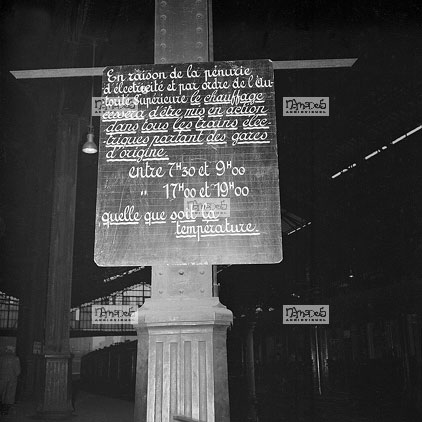 En raison de la pénurie
d'électricité et par ordre de l'Au-
torité Supérieure le chauffage
cessera d'être mis en action
dans tous les trains élec-
triques partant des gares
d'origine.
entre 7H30 et 9H00
" 17H00 et 19H00
quelle que soit la
température.
MÉMOIRES
AUDIOVISUEL